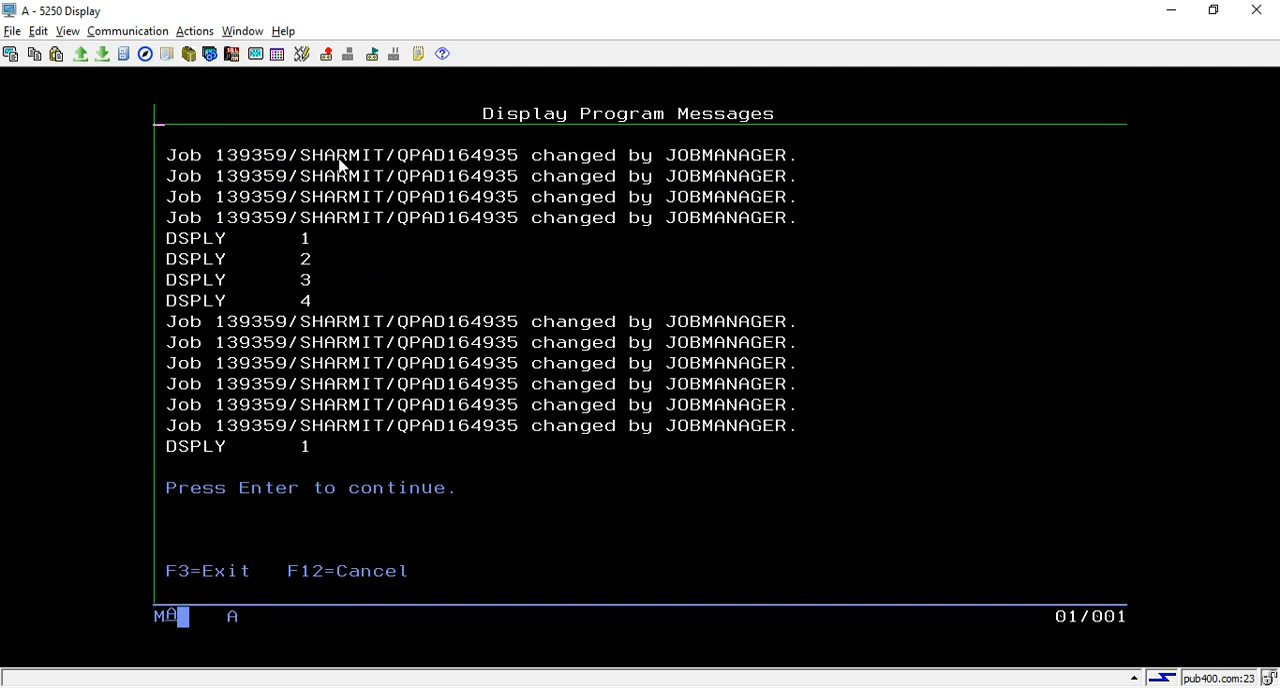 A - 5250 Display
File Edit View Communication Actions Window Help
Display Program Messages
Job 139359/SHARMIT/QPAD164935 changed by JOBMANAGER.
Job 139359/SHARMIT/QPAD164935 changed by JOBMANAGER.
Job 139359/SHARMIT/QPAD164935 changed by JOBMANAGER.
Job 139359/SHARMIT/QPAD164935 changed by JOBMANAGER.
DSPLY 1
DSPLY 2
DSPLY 3
DSPLY 4
Job 139359/SHARMIT/QPAD164935 changed by JOBMANAGER.
Job 139359/SHARMIT/QPAD164935 changed by JOBMANAGER.
Job 139359/SHARMIT/QPAD164935 changed by JOBMANAGER.
Job 139359/SHARMIT/QPAD164935 changed by JOBMANAGER.
Job 139359/SHARMIT/QPAD164935 changed by JOBMANAGER.
Job 139359/SHARMIT/QPAD164935 changed by JOBMANAGER.
DSPLY 1
Press Enter to continue.
F3=Exit F12=Cancel
MA A 01/001
pub400.com:23